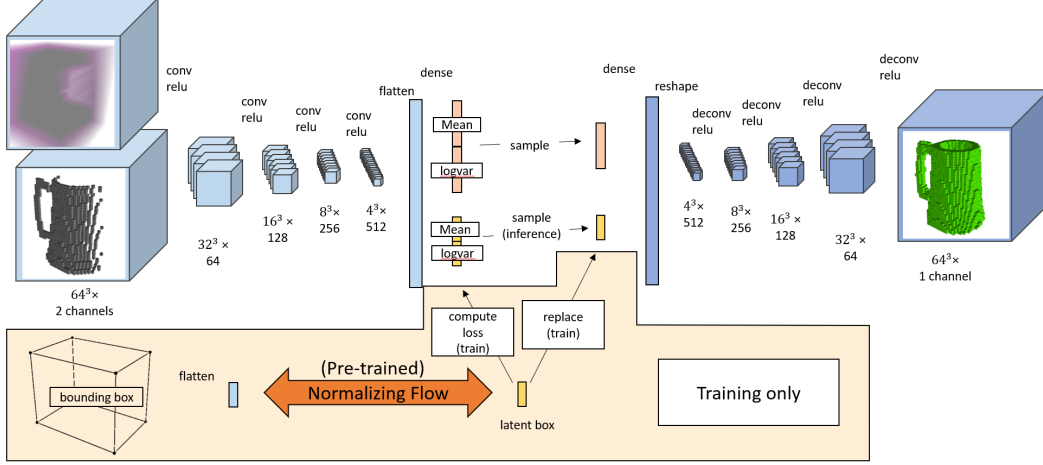 conv
relu
conv
relu
conv
relu
conv
relu
flatten
dense
Mean
logvar
sample
Mean
logvar
sample
(inference)
dense
reshape
deconv
relu
deconv
relu
deconv
relu
deconv
relu
64³×
2 channels
32³ ×
64
16³ ×
128
8³×
256
4³×
512
4³ ×
512
8³ ×
256
16³ ×
128
32³ ×
64
64³×
1 channel
compute
loss
(train)
replace
(train)
bounding box
flatten
(Pre-trained)
Normalizing Flow
latent box
Training only